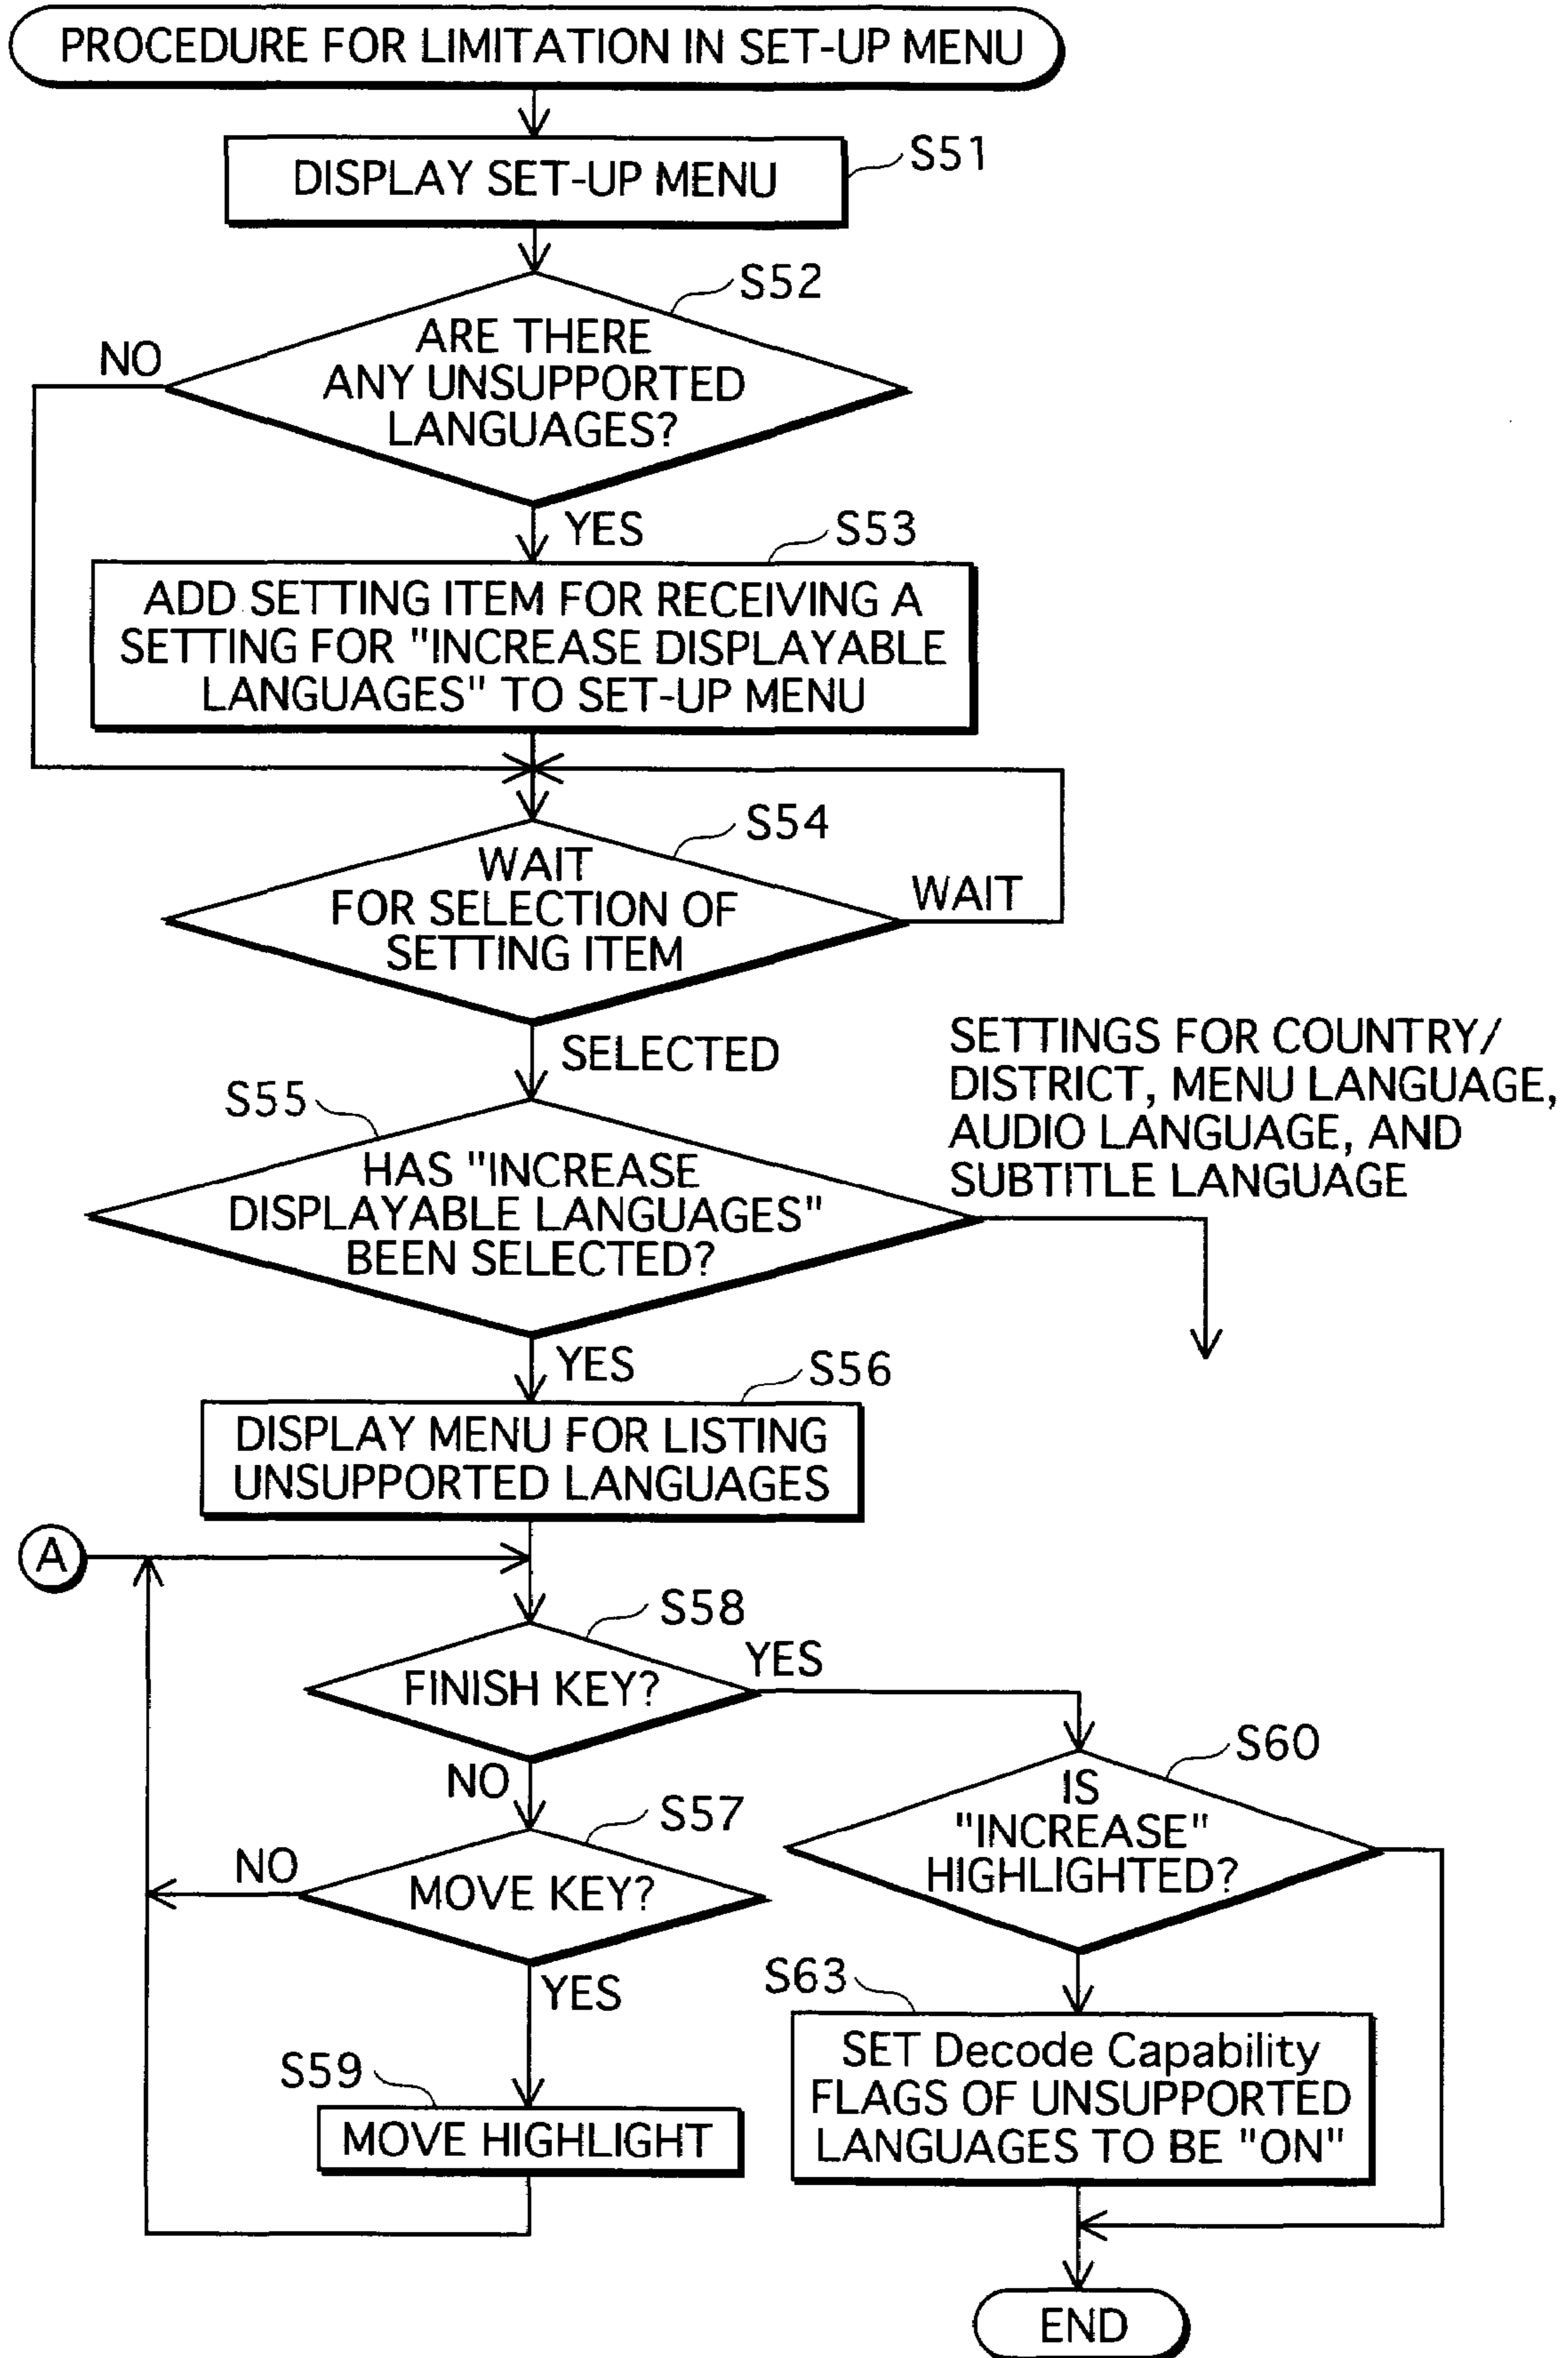 PROCEDURE FOR LIMITATION IN SET-UP MENU
DISPLAY SET-UP MENU
S51
S52
ARE THERE
ANY UNSUPPORTED
LANGUAGES?
NO
YES
S53
ADD SETTING ITEM FOR RECEIVING A
SETTING FOR "INCREASE DISPLAYABLE
LANGUAGES" TO SET-UP MENU
S54
WAIT
FOR SELECTION OF
SETTING ITEM
WAIT
SELECTED
SETTINGS FOR COUNTRY/
DISTRICT, MENU LANGUAGE,
AUDIO LANGUAGE, AND
SUBTITLE LANGUAGE
S55
HAS "INCREASE
DISPLAYABLE LANGUAGES"
BEEN SELECTED?
YES
S56
DISPLAY MENU FOR LISTING
UNSUPPORTED LANGUAGES
A
S58
FINISH KEY?
YES
NO
S57
MOVE KEY?
NO
YES
S59
MOVE HIGHLIGHT
S60
IS
"INCREASE"
HIGHLIGHTED?
S63
SET Decode Capability
FLAGS OF UNSUPPORTED
LANGUAGES TO BE "ON"
END